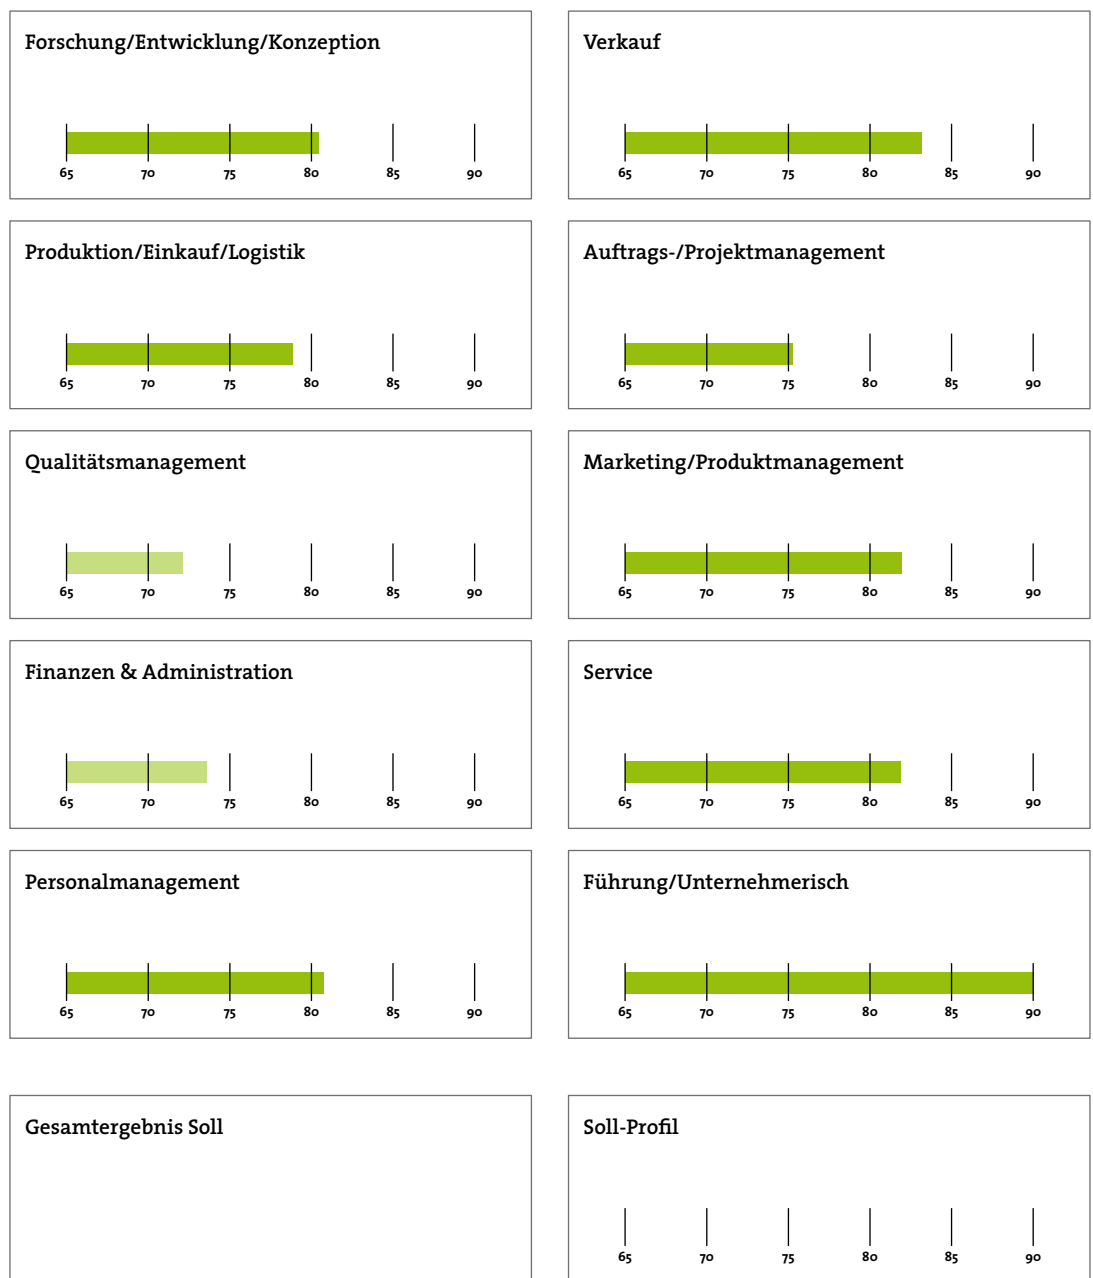 Forschung/Entwicklung/Konzeption
65 70 75 80 85 90
Verkauf
65 70 75 80 85 90
Produktion/Einkauf/Logistik
65 70 75 80 85 90
Auftrags-/Projektmanagement
65 70 75 80 85 90
Qualitätsmanagement
65 70 75 80 85 90
Marketing/Produktmanagement
65 70 75 80 85 90
Finanzen & Administration
65 70 75 80 85 90
Service
65 70 75 80 85 90
Personalmanagement
65 70 75 80 85 90
Führung/Unternehmerisch
65 70 75 80 85 90
Gesamtergebnis Soll
Soll-Profil
65 70 75 80 85 90